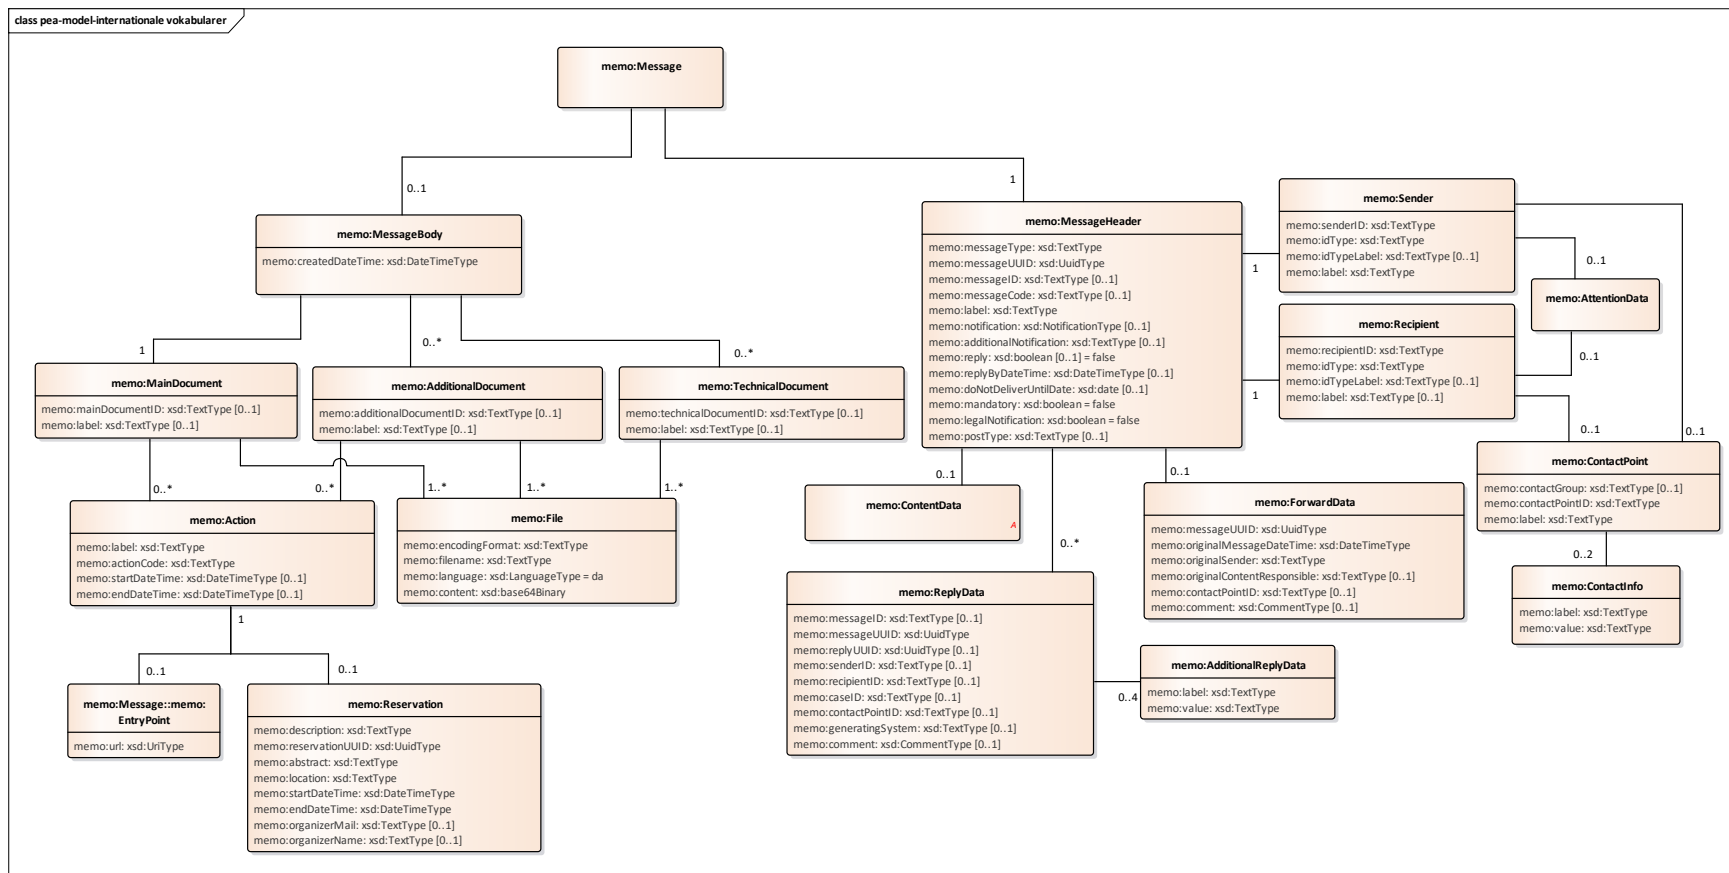 class pea-model-internationale vokabularer
memo:Message
0..1
1
memo:MessageBody
memo:createdDateTime: xsd:DateTimeType
memo:MessageHeader
memo:messageType: xsd:TextType
memo:messageUUID: xsd:UuidType
memo:messageID: xsd:TextType [0..1]
memo:messageCode: xsd:TextType [0..1]
memo:label: xsd:TextType
memo:notification: xsd:NotificationType [0..1]
memo:additionalNotification: xsd:TextType [0..1]
memo:reply: xsd:boolean [0..1] = false
memo:replyByDateTime: xsd:DateTimeType [0..1]
memo:doNotDeliverUntilDate: xsd:date [0..1]
memo:mandatory: xsd:boolean = false
memo:legalNotification: xsd:boolean = false
memo:postType: xsd:TextType [0..1]
1
memo:Sender
memo:senderID: xsd:TextType
memo:idType: xsd:TextType
memo:idTypeLabel: xsd:TextType [0..1]
memo:label: xsd:TextType
0..1
memo:AttentionData
0..1
1
memo:Recipient
memo:recipientID: xsd:TextType
memo:idType: xsd:TextType
memo:idTypeLabel: xsd:TextType [0..1]
memo:label: xsd:TextType [0..1]
0..1
0..1
memo:ContactPoint
memo:contactGroup: xsd:TextType [0..1]
memo:contactPointID: xsd:TextType
memo:label: xsd:TextType
0..2
memo:ContactInfo
memo:label: xsd:TextType
memo:value: xsd:TextType
1
0..*
0..*
memo:MainDocument
memo:mainDocumentID: xsd:TextType [0..1]
memo:label: xsd:TextType [0..1]
memo:AdditionalDocument
memo:additionalDocumentID: xsd:TextType [0..1]
memo:label: xsd:TextType [0..1]
memo:TechnicalDocument
memo:technicalDocumentID: xsd:TextType [0..1]
memo:label: xsd:TextType [0..1]
0..*
0..*
1..*
1..*
1..*
memo:Action
memo:label: xsd:TextType
memo:actionCode: xsd:TextType
memo:startDateTime: xsd:DateTimeType [0..1]
memo:endDateTime: xsd:DateTimeType [0..1]
memo:File
memo:encodingFormat: xsd:TextType
memo:filename: xsd:TextType
memo:language: xsd:LanguageType = da
memo:content: xsd:base64Binary
1
0..1
0..1
memo:Message::memo:
EntryPoint
memo:url: xsd:UriType
memo:Reservation
memo:description: xsd:TextType
memo:reservationUUID: xsd:UuidType
memo:abstract: xsd:TextType
memo:location: xsd:TextType
memo:startDateTime: xsd:DateTimeType
memo:endDateTime: xsd:DateTimeType
memo:organizerMail: xsd:TextType [0..1]
memo:organizerName: xsd:TextType [0..1]
0..1
memo:ContentData
A
0..*
memo:ReplyData
memo:messageID: xsd:TextType [0..1]
memo:messageUUID: xsd:UuidType
memo:replyUUID: xsd:UuidType [0..1]
memo:senderID: xsd:TextType [0..1]
memo:recipientID: xsd:TextType [0..1]
memo:caseID: xsd:TextType [0..1]
memo:contactPointID: xsd:TextType [0..1]
memo:generatingSystem: xsd:TextType [0..1]
memo:comment: xsd:CommentType [0..1]
0..1
memo:ForwardData
memo:messageUUID: xsd:UuidType
memo:originalMessageDateTime: xsd:DateTimeType
memo:originalSender: xsd:TextType
memo:originalContentResponsible: xsd:TextType [0..1]
memo:contactPointID: xsd:TextType [0..1]
memo:comment: xsd:CommentType [0..1]
0..4
memo:AdditionalReplyData
memo:label: xsd:TextType
memo:value: xsd:TextType